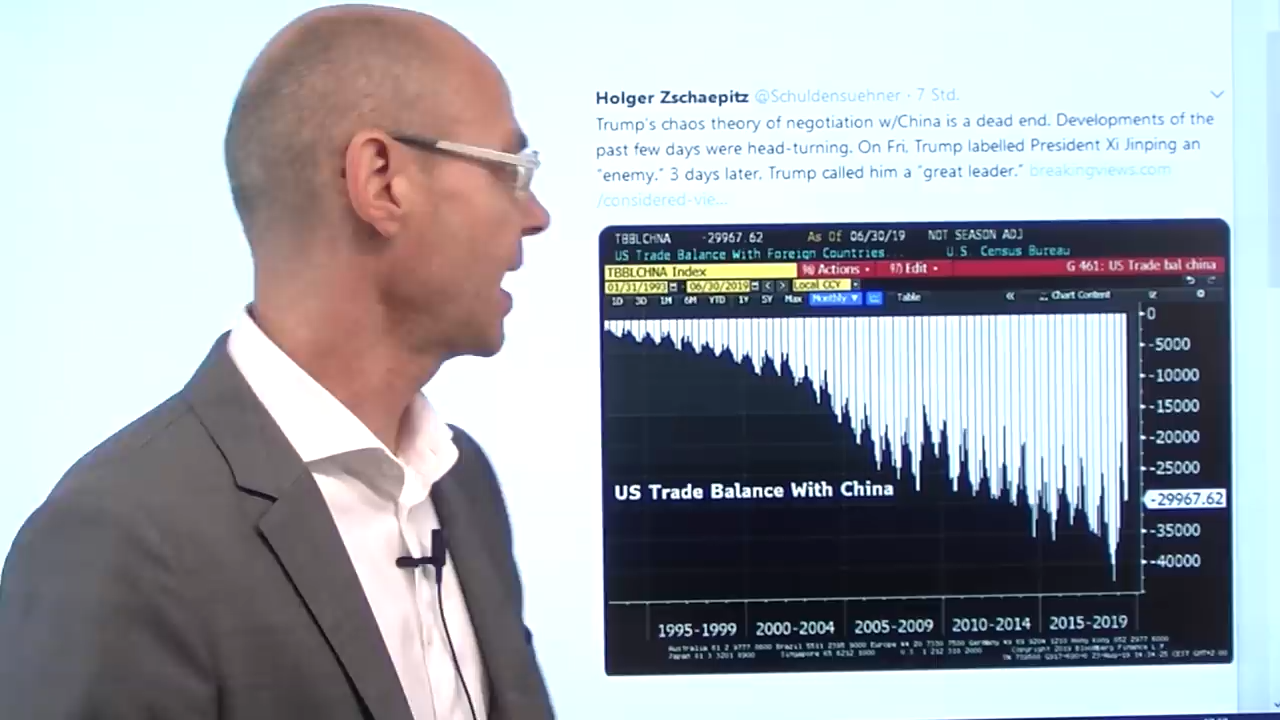 Holger Zschaepitz @Schuldensuehner · 7 Std.
Trump's chaos theory of negotiation w/China is a dead end. Developments of the
past few days were head-turning. On Fri, Trump labelled President Xi Jinping an
"enemy." 3 days later, Trump called him a "great leader." breakingviews.com
/considered-vie...
TBBLCHNA -29967.62 As Of 06/30/19 NOT SEASON ADJ
US Trade Balance With Foreign Countries... U.S. Census Bureau
TBBLCHNA Index 96) Actions 97) Edit G 461: US Trade bal china
01/31/1993 - 06/30/2019 Local CCY
1D 3D 1M 6M YTD 1Y 5Y Max Monthly Table « Chart Content
0
-5000
-10000
-15000
-20000
-25000
US Trade Balance With China
-29967.62
-35000
-40000
1995-1999 2000-2004 2005-2009 2010-2014 2015-2019